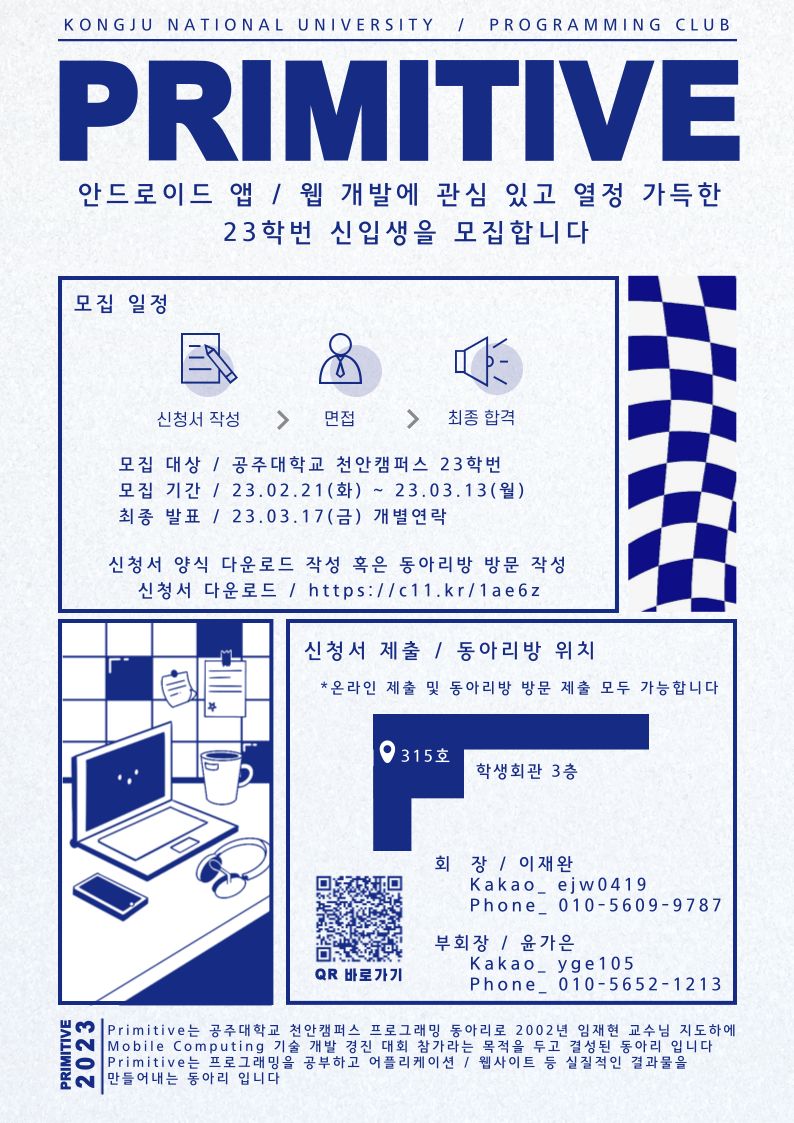 KONGJU NATIONAL UNIVERSITY / PROGRAMMING CLUB
PRIMITIVE
안드로이드 앱 / 웹 개발에 관심 있고 열정 가득한
23학번 신입생을 모집합니다
모집 일정
신청서 작성 > 면접 > 최종 합격
모집 대상 / 공주대학교 천안캠퍼스 23학번
모집 기간 / 23.02.21(화) ~ 23.03.13(월)
최종 발표 / 23.03.17(금) 개별연락
신청서 양식 다운로드 작성 혹은 동아리방 방문 작성
신청서 다운로드 / https://c11.kr/1ae6z
신청서 제출 / 동아리방 위치
*온라인 제출 및 동아리방 방문 제출 모두 가능합니다
315호
학생회관 3층
회 장 / 이재완
Kakao_ ejw0419
Phone_ 010-5609-9787
부회장 / 윤가은
Kakao_ yge105
Phone_ 010-5652-1213
QR 바로가기
PRIMITIVE
2023
Primitive는 공주대학교 천안캠퍼스 프로그래밍 동아리로 2002년 임재현 교수님 지도하에
Mobile Computing 기술 개발 경진 대회 참가라는 목적을 두고 결성된 동아리 입니다
Primitive는 프로그래밍을 공부하고 어플리케이션 / 웹사이트 등 실질적인 결과물을
만들어내는 동아리 입니다